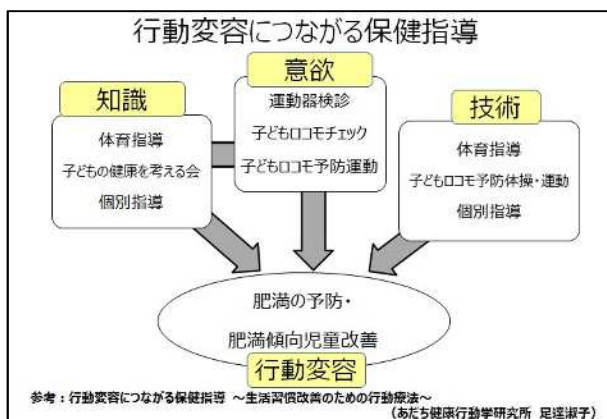 行動変容につながる保健指導
知識
体育指導
子どもの健康を考える会
個別指導
意欲
運動器検診
子どもロコモチェック
子どもロコモ予防運動
技術
体育指導
子どもロコモ予防体操・運動
個別指導
肥満の予防・
肥満傾向児童改善
行動変容
参考：行動変容につながる保健指導 ～生活習慣改善のための行動療法～
（あだち健康行動学研究所 足達淑子）